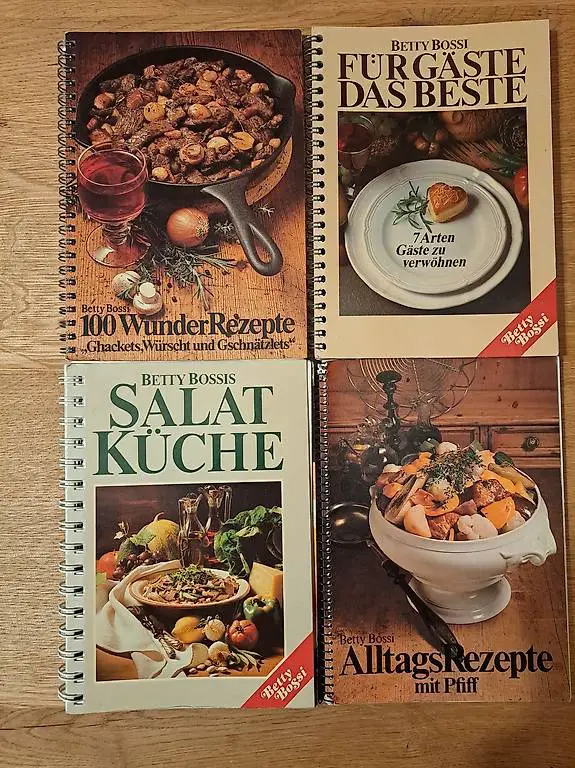 Betty Bossi
100 WunderRezepte
„Ghackets, Würscht und Gschnätzlets“
BETTY BOSSI
FÜR GÄSTE
DAS BESTE
7 Arten
Gäste zu
verwöhnen
Betty
Bossi
BETTY BOSSIS
SALAT
KÜCHE
Betty
Bossi
Betty Bossi
AlltagsRezepte
mit Pfiff